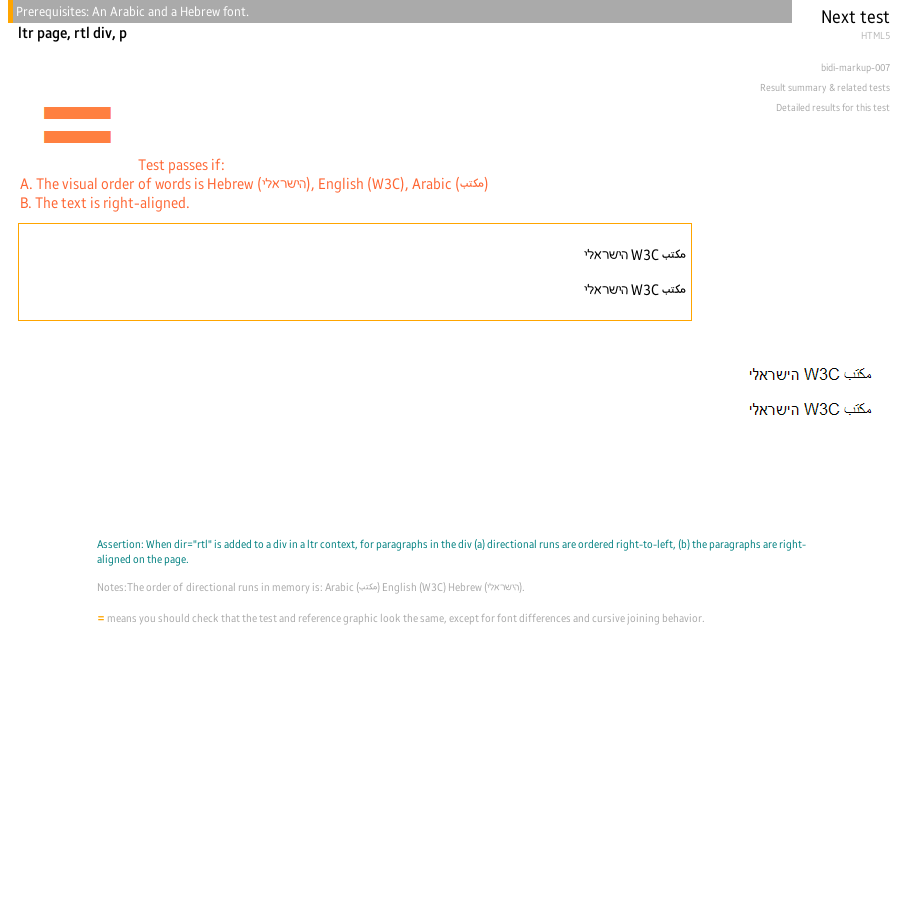 Prerequisites: An Arabic and a Hebrew font.
Next test
ltr page, rtl div, p
HTML5
bidi-markup-007
Result summary & related tests
Detailed results for this test
=
Test passes if:
A. The visual order of words is Hebrew (הישראלי), English (W3C), Arabic (مكتب)
B. The text is right-aligned.
مكتب W3C הישראלי
مكتب W3C הישראלי
مكتب W3C הישראלי
مكتب W3C הישראלי
Assertion: When dir="rtl" is added to a div in a ltr context, for paragraphs in the div (a) directional runs are ordered right-to-left, (b) the paragraphs are right-
aligned on the page.
Notes:The order of directional runs in memory is: Arabic (مكتب) English (W3C) Hebrew (הישראלי).
= means you should check that the test and reference graphic look the same, except for font differences and cursive joining behavior.